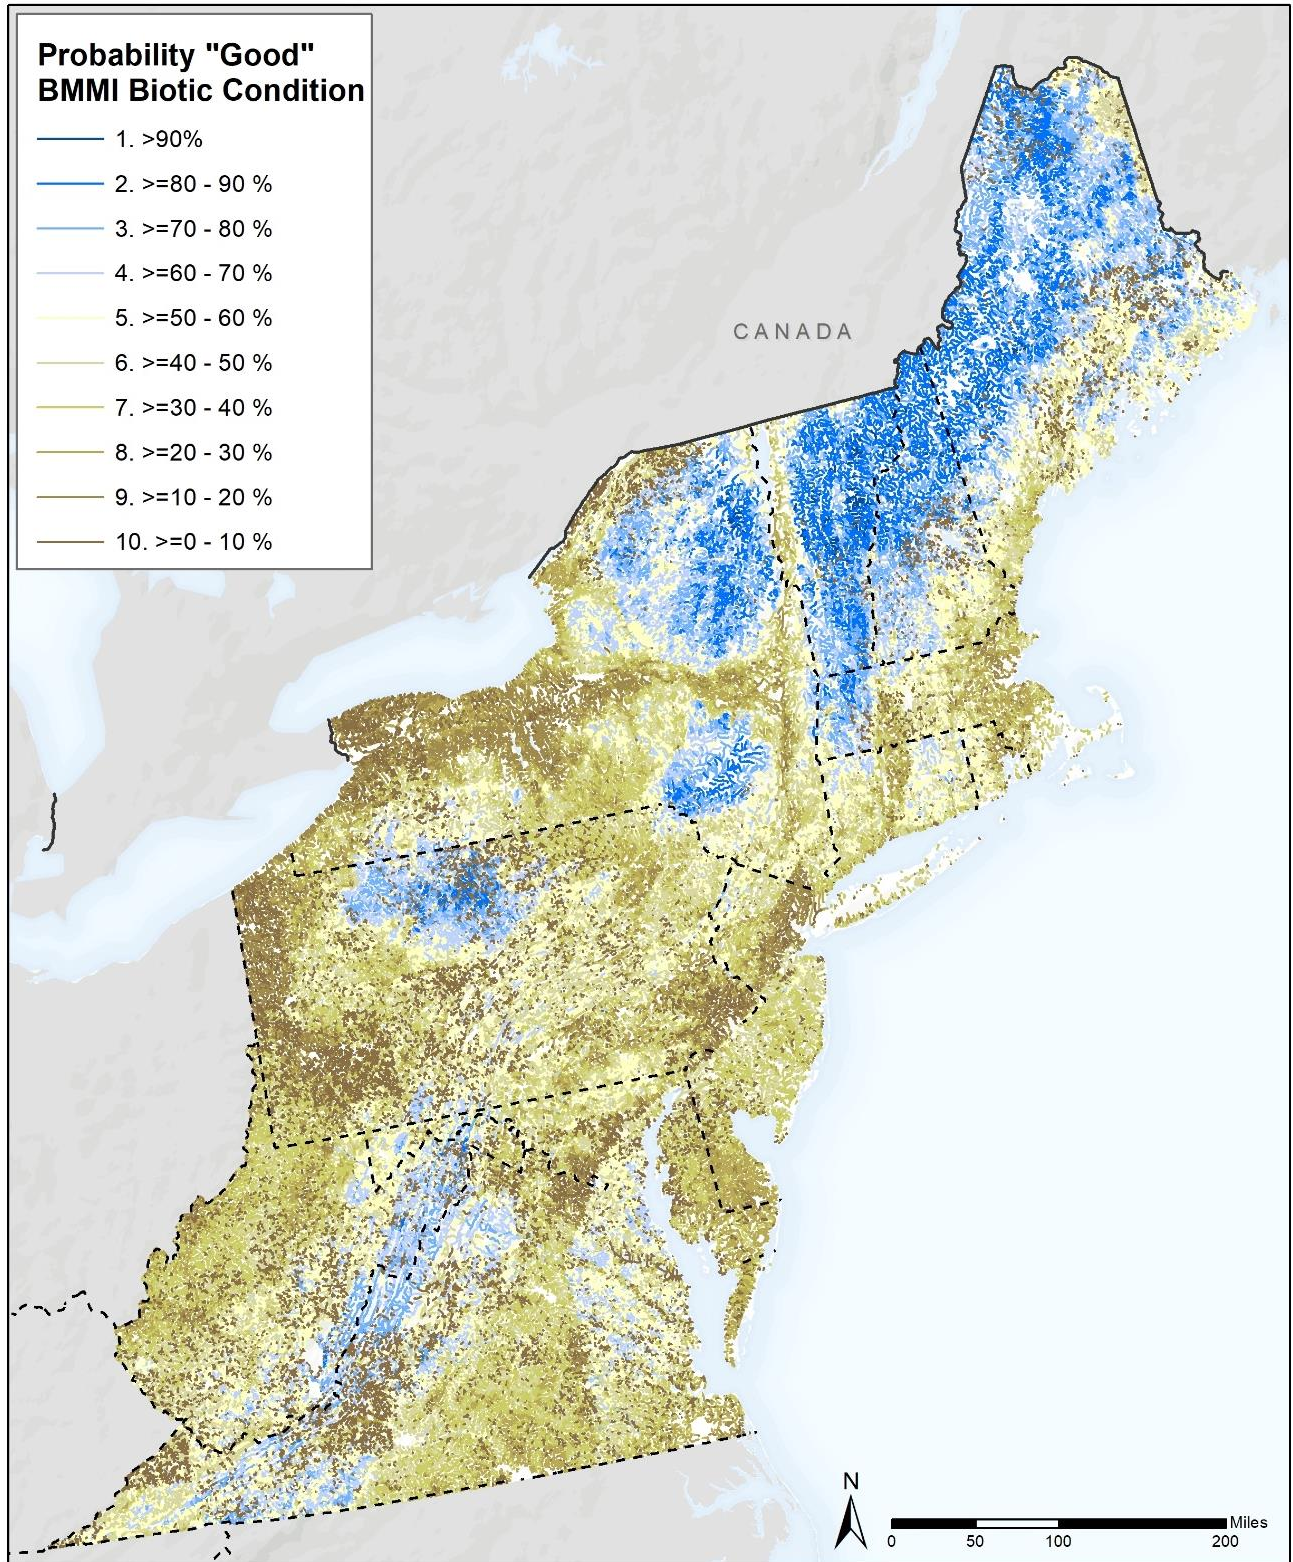 Probability "Good"
BMMI Biotic Condition
1. >90%
2. >=80 - 90 %
3. >=70 - 80 %
4. >=60 - 70 %
5. >=50 - 60 %
6. >=40 - 50 %
7. >=30 - 40 %
8. >=20 - 30 %
9. >=10 - 20 %
10. >=0 - 10 %
CANADA
N
Miles
0 50 100 200